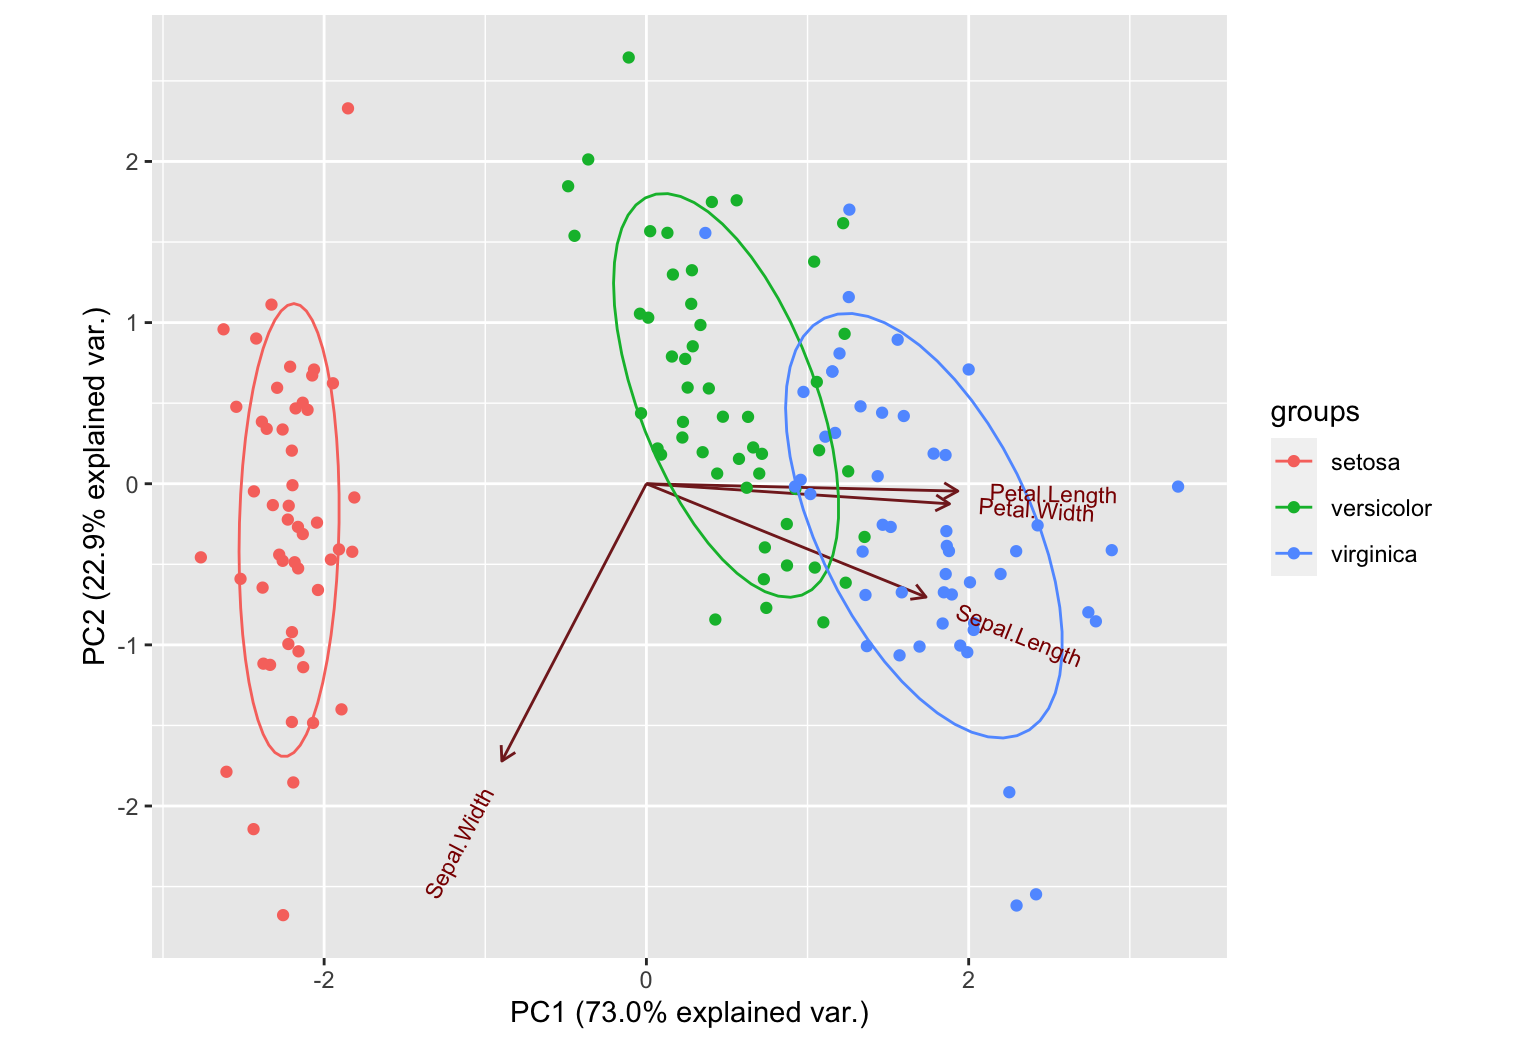 2
1
0
-1
-2
PC2 (22.9% explained var.)
Petal.Length
Petal.Width
Sepal.Length
Sepal.Width
-2
0
2
PC1 (73.0% explained var.)
groups
setosa
versicolor
virginica